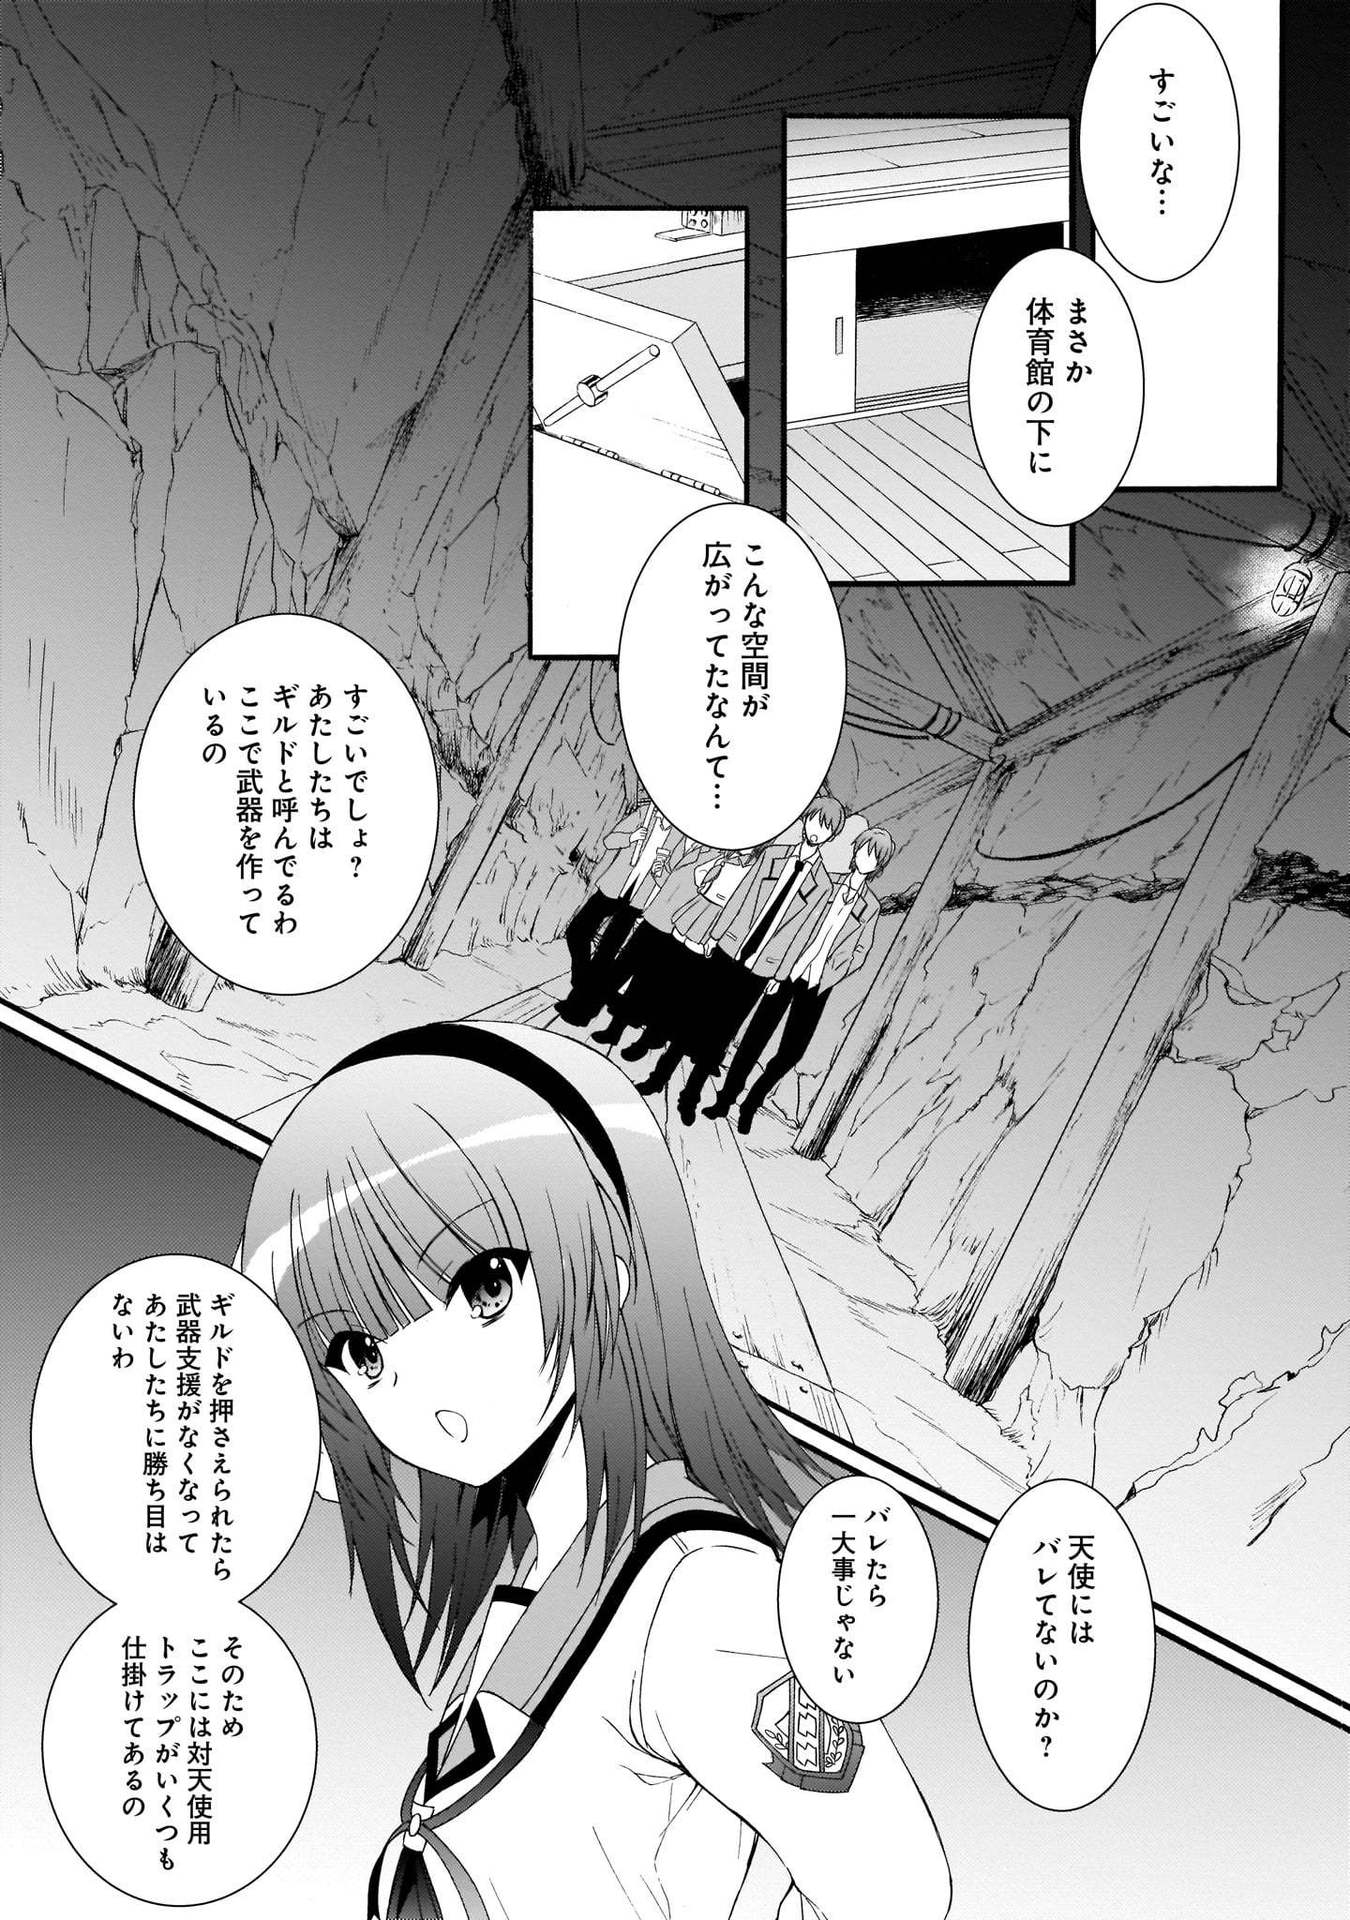 すごいな…
まさか
体育館の下に
こんな空間が
広がってたなんて…
すごいでしょ?
あたしたちは
ギルドと呼んでるわ
ここで武器を作って
いるの
天使には
バレてないのか?
バレたら
一大事じゃない
ギルドを押さえられたら
武器支援がなくなって
あたしたちに勝ち目は
ないわ
そのため
ここには対天使用
トラップがいくつも
仕掛けてあるの